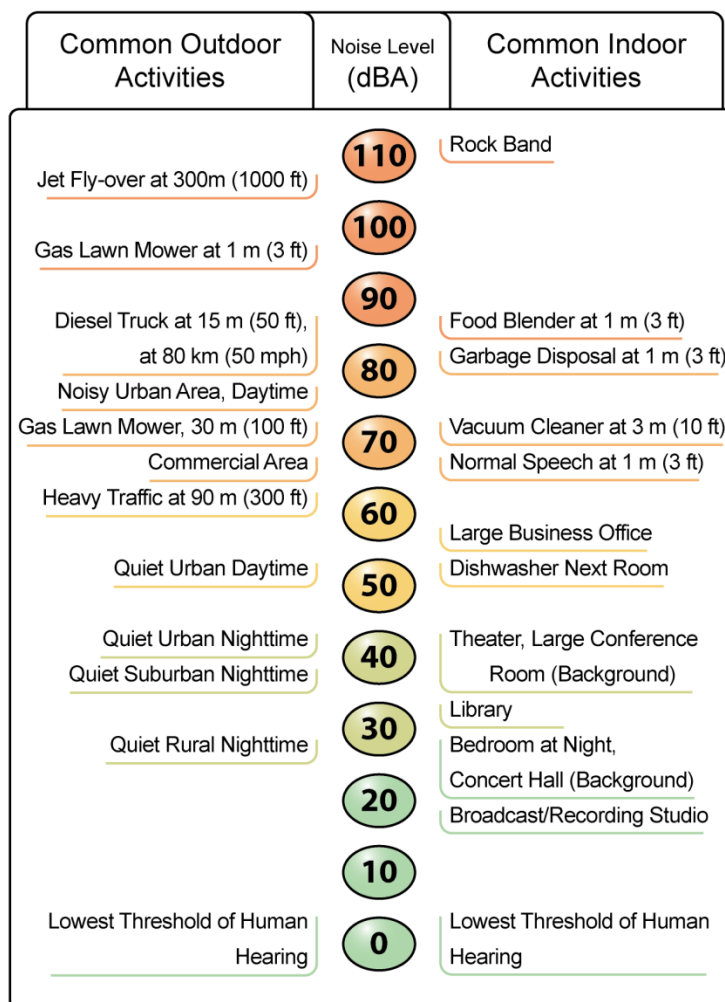 Common Outdoor
Activities
Noise Level
(dBA)
Common Indoor
Activities
110
Rock Band
Jet Fly-over at 300m (1000 ft)
100
Gas Lawn Mower at 1 m (3 ft)
90
Diesel Truck at 15 m (50 ft),
at 80 km (50 mph)
Food Blender at 1 m (3 ft)
80
Garbage Disposal at 1 m (3 ft)
Noisy Urban Area, Daytime
Gas Lawn Mower, 30 m (100 ft)
70
Vacuum Cleaner at 3 m (10 ft)
Commercial Area
Normal Speech at 1 m (3 ft)
Heavy Traffic at 90 m (300 ft)
60
Large Business Office
Quiet Urban Daytime
50
Dishwasher Next Room
Quiet Urban Nighttime
40
Theater, Large Conference
Room (Background)
Quiet Suburban Nighttime
30
Library
Quiet Rural Nighttime
Bedroom at Night,
Concert Hall (Background)
20
Broadcast/Recording Studio
10
Lowest Threshold of Human
Hearing
0
Lowest Threshold of Human
Hearing